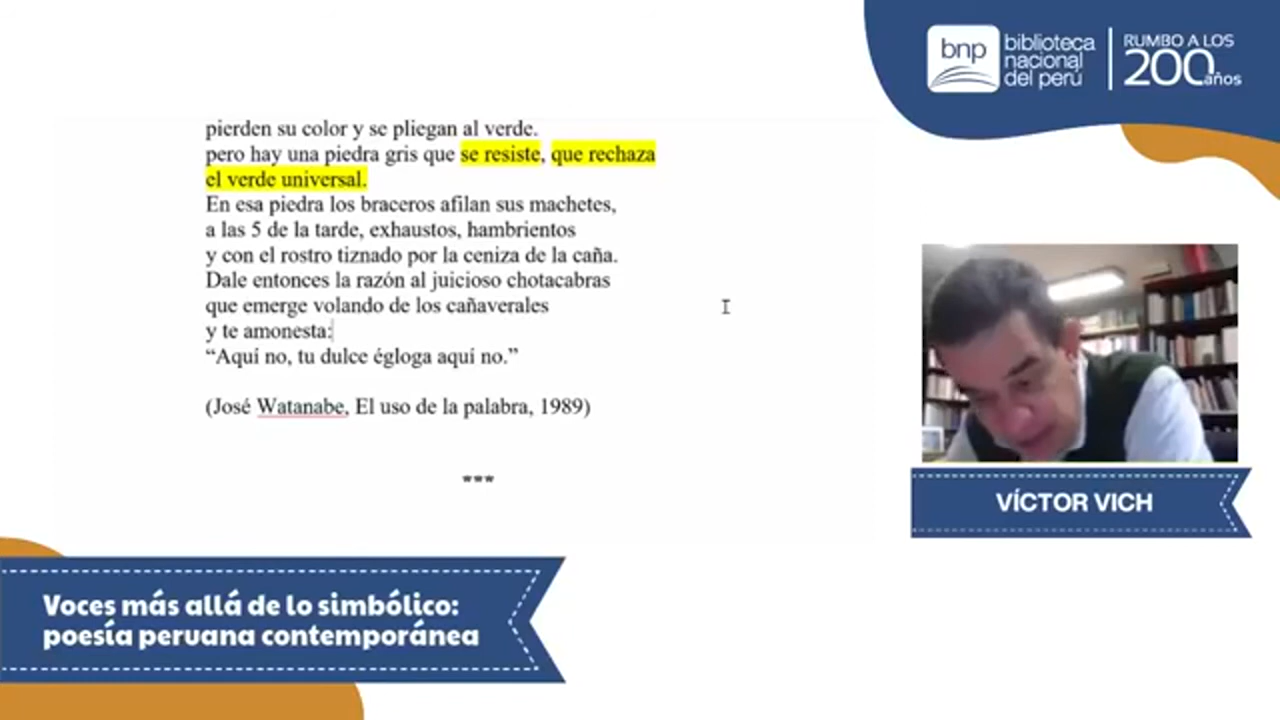 bnp
biblioteca
nacional
del perú
RUMBO A LOS
200 años
pierden su color y se pliegan al verde.
pero hay una piedra gris que se resiste, que rechaza
el verde universal.
En esa piedra los braceros afilan sus machetes,
a las 5 de la tarde, exhaustos, hambrientos
y con el rostro tiznado por la ceniza de la caña.
Dale entonces la razón al juicioso chotacabras
que emerge volando de los cañaverales
y te amonesta:
“Aquí no, tu dulce égloga aquí no.”
(José Watanabe, El uso de la palabra, 1989)
***
VÍCTOR VICH
Voces más allá de lo simbólico:
poesía peruana contemporánea